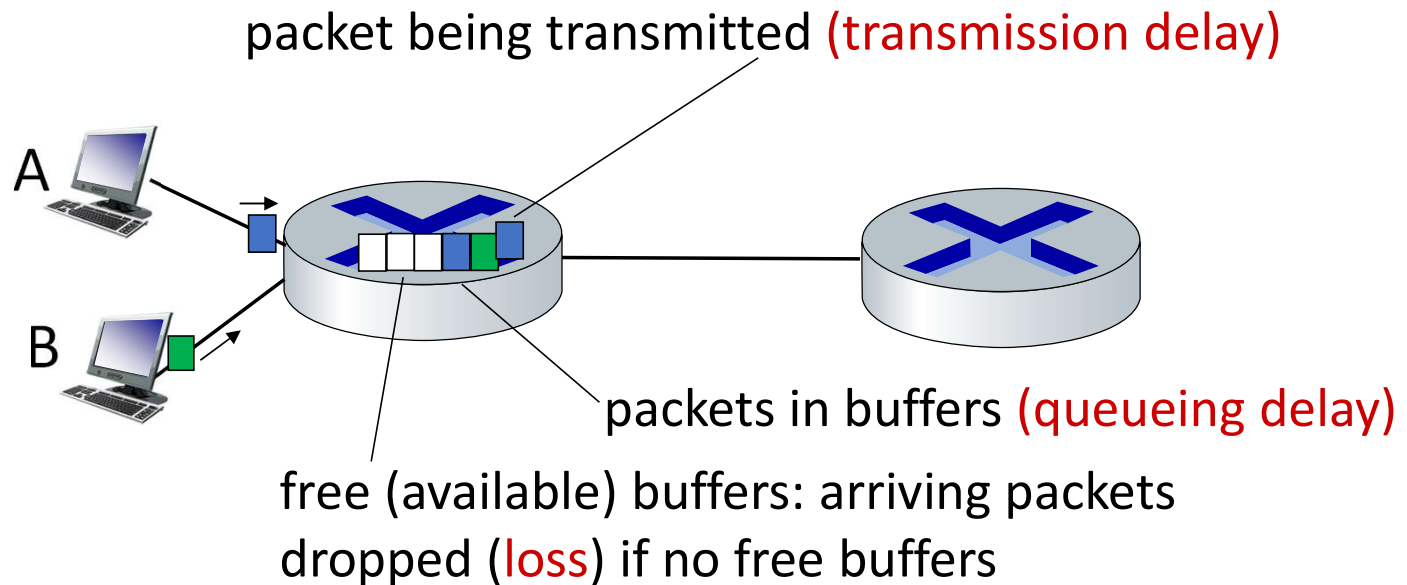 packet being transmitted (transmission delay)
A
B
packets in buffers (queueing delay)
free (available) buffers: arriving packets
dropped (loss) if no free buffers